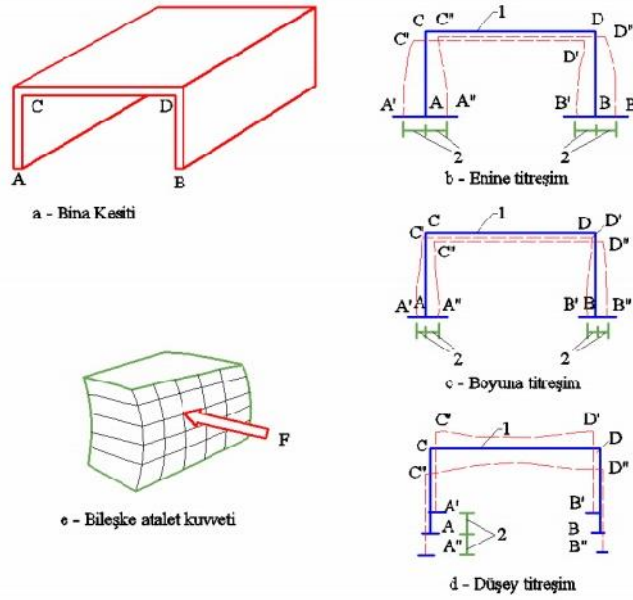 C
D
A
B
a - Bina Kesiti
C C" 1 D
C' D"
D'
A' A A" B' B B
2 2
b - Enine titreşim
C 1 D
C' D'
C" D"
A' A A" B' B B"
2 2
c - Boyuna titreşim
F
e - Bileşke atalet kuvveti
C' 1 D'
C D
C" D"
A' B'
A 2 B
A" B"
d - Düşey titreşim